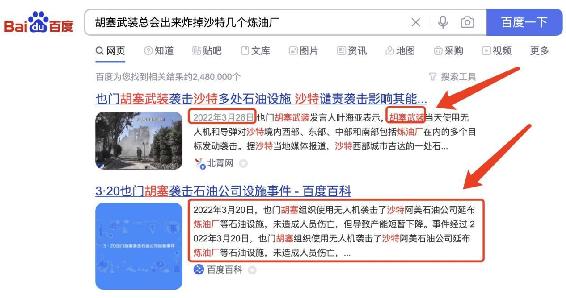 Bai du 百度
胡塞武装总会出来炸掉沙特几个炼油厂
百度一下
网页 知道 贴吧 文库 图片 资讯 地图 采购 视频 更多
百度为您找到相关结果约2,480,000个
搜索工具
也门胡塞武装袭击沙特多处石油设施 沙特谴责袭击影响其能...
2022年3月26日 也门胡塞武装发言人叶海亚表示,胡塞武装当天使用无
人机和导弹对沙特境内西部、东部、中部和南部包括炼油厂在内的多个目
标发动袭击。据沙特当地媒体报道,沙特西部城市吉达的一处石...
北青网
3·20也门胡塞袭击石油公司设施事件 - 百度百科
2022年3月20日,也门胡塞组织使用无人机袭击了沙特阿美石油公司延布
炼油厂等石油设施,未造成人员伤亡,但导致产能短暂下降。事件经过 2
022年3月20日,也门胡塞组织使用无人机袭击了沙特阿美石油公司延布
炼油厂等石油设施,未造成人员伤亡,...
百度百科